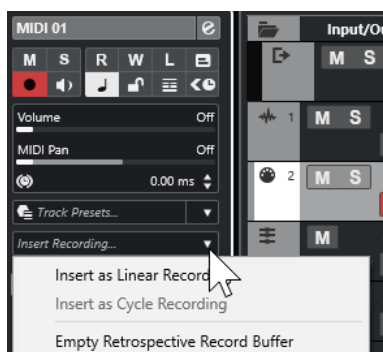 MIDI 01
Input/Ou
M S R W L
M S
Volume Off
MIDI Pan Off
1 M S
0.00 ms
2 M S
Track Presets...
Insert Recording...
M
Insert as Linear Record
Insert as Cycle Recording
Empty Retrospective Record Buffer